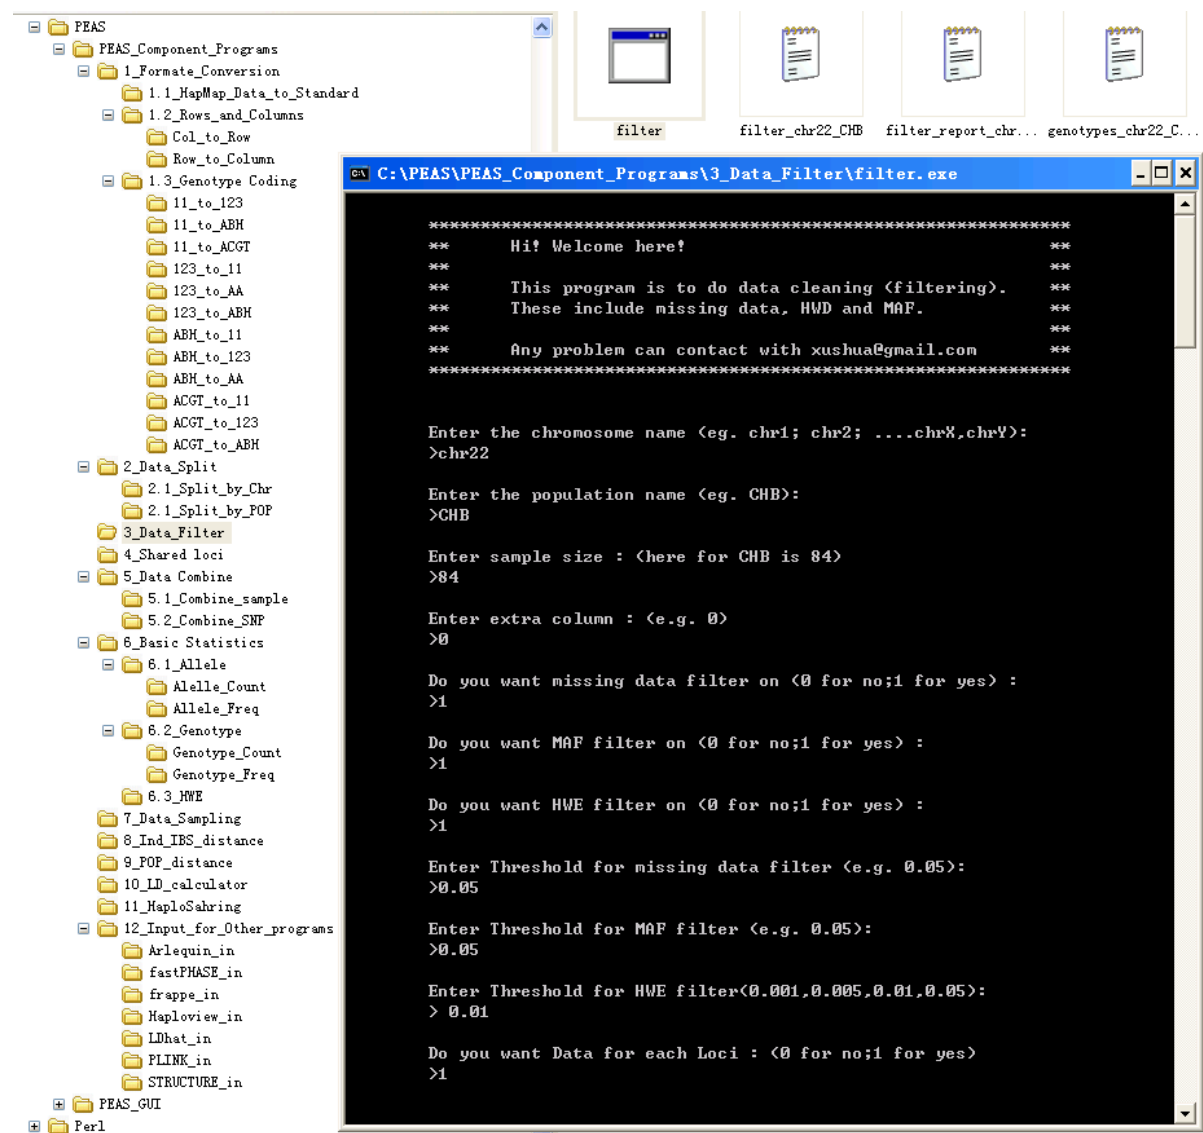 PEAS
PEAS_Component_Programs
1_Formate_Conversion
1.1_HapMap_Data_to_Standard
1.2_Rows_and_Columns
Col_to_Row
Row_to_Column
1.3_Genotype Coding
11_to_123
11_to_ABH
11_to_ACGT
123_to_11
123_to_AA
123_to_ABH
ABH_to_11
ABH_to_123
ABH_to_AA
ACGT_to_11
ACGT_to_123
ACGT_to_ABH
2_Data_Split
2.1_Split_by_Chr
2.1_Split_by_POP
3_Data_Filter
4_Shared loci
5_Data Combine
5.1_Combine_sample
5.2_Combine_SNP
6_Basic Statistics
6.1_Allele
Alelle_Count
Allele_Freq
6.2_Genotype
Genotype_Count
Genotype_Freq
6.3_HWE
7_Data_Sampling
8_Ind_IBS_distance
9_POP_distance
10_LD_calculator
11_HaploSahring
12_Input_for_Other_programs
Arlequin_in
fastPHASE_in
frappe_in
Haploview_in
LDhat_in
PLINK_in
STRUCTURE_in
PEAS_GUI
Perl
filter
filter_chr22_CHB
filter_report_chr...
genotypes_chr22_C...
C:\PEAS\PEAS_Component_Programs\3_Data_Filter\filter.exe
**************************************************************
** Hi! Welcome here! **
** **
** This program is to do data cleaning (filtering). **
** These include missing data, HWD and MAF. **
** **
** Any problem can contact with xushua@gmail.com **
**************************************************************
Enter the chromosome name (eg. chr1; chr2; ....chrX,chrY):
>chr22
Enter the population name (eg. CHB):
>CHB
Enter sample size : (here for CHB is 84)
>84
Enter extra column : (e.g. 0)
>0
Do you want missing data filter on (0 for no;1 for yes) :
>1
Do you want MAF filter on (0 for no;1 for yes) :
>1
Do you want HWE filter on (0 for no;1 for yes) :
>1
Enter Threshold for missing data filter (e.g. 0.05):
>0.05
Enter Threshold for MAF filter (e.g. 0.05):
>0.05
Enter Threshold for HWE filter(0.001,0.005,0.01,0.05):
> 0.01
Do you want Data for each Loci : (0 for no;1 for yes)
>1